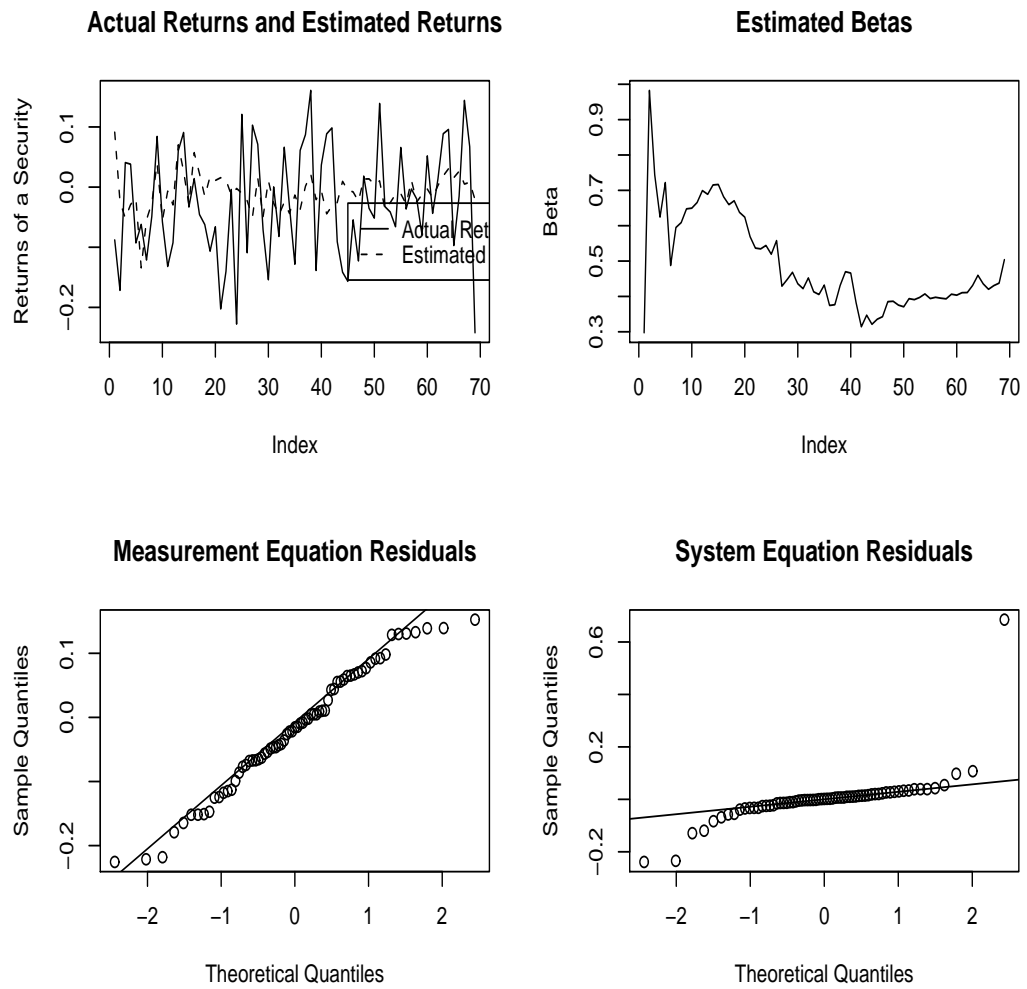 Actual Returns and Estimated Returns
Returns of a Security
0.1
0.0
−0.2
Actual Ret
Estimated
0 10 20 30 40 50 60 70
Index
Estimated Betas
Beta
0.9
0.7
0.5
0.3
0 10 20 30 40 50 60 70
Index
Measurement Equation Residuals
Sample Quantiles
0.1
0.0
−0.2
−2 −1 0 1 2
Theoretical Quantiles
System Equation Residuals
Sample Quantiles
0.6
0.2
−0.2
−2 −1 0 1 2
Theoretical Quantiles